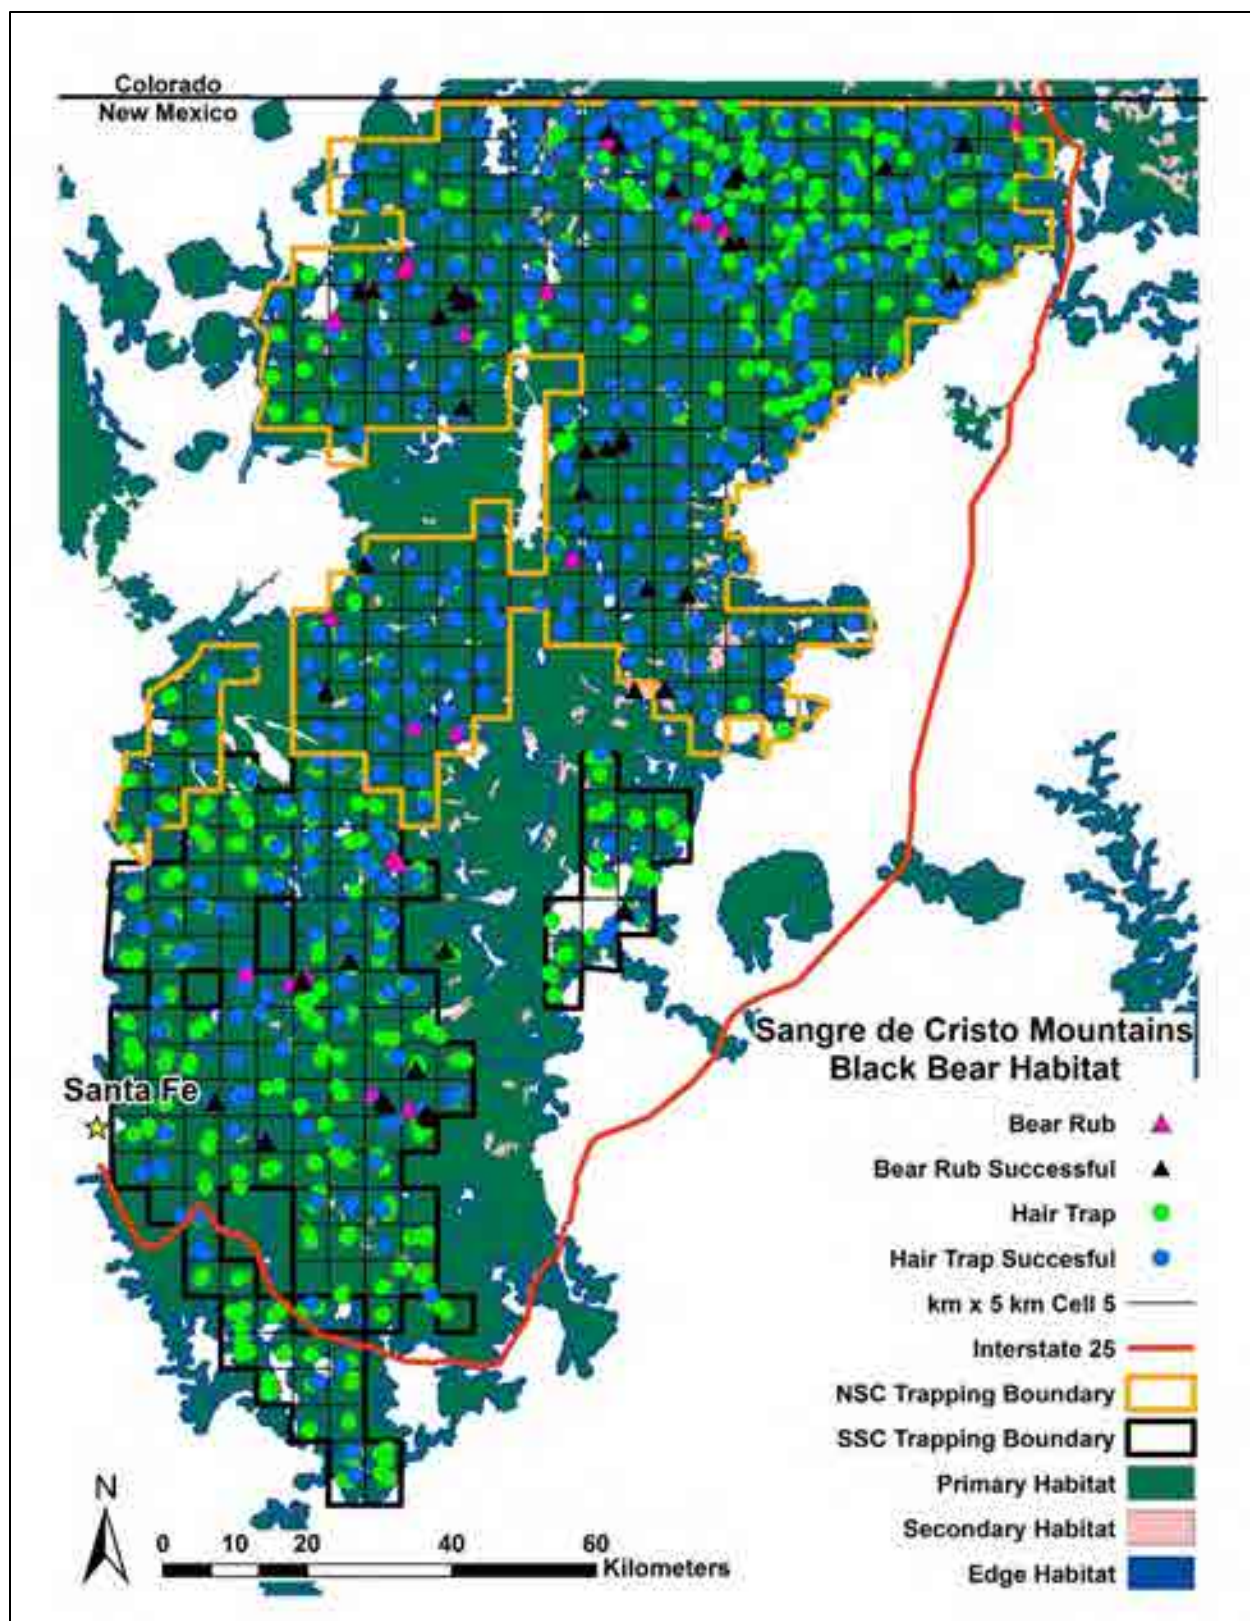 Colorado
New Mexico
Sangre de Cristo Mountains
Black Bear Habitat
Santa Fe
Bear Rub
Bear Rub Successful
Hair Trap
Hair Trap Succesful
km x 5 km Cell 5
Interstate 25
NSC Trapping Boundary
SSC Trapping Boundary
Primary Habitat
Secondary Habitat
Edge Habitat
N
0 10 20 40 60
Kilometers